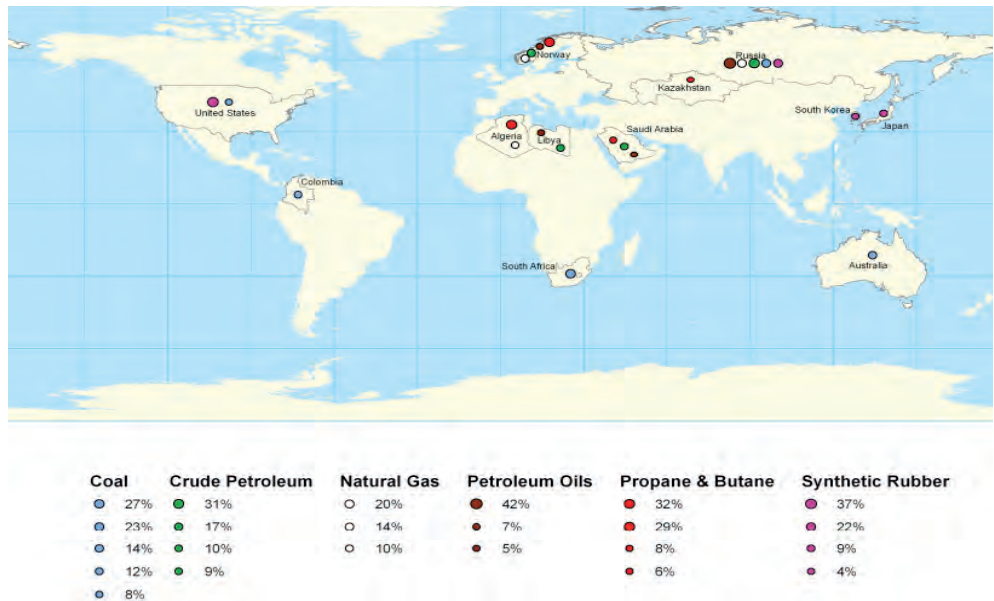 Norway
Russia
Kazakhstan
United States
South Korea
Japan
Algeria
Libya
Saudi Arabia
Colombia
South Africa
Australia
Coal Crude Petroleum Natural Gas Petroleum Oils Propane & Butane Synthetic Rubber
27% 31% 20% 42% 32% 37%
23% 17% 14% 7% 29% 22%
14% 10% 10% 5% 8% 9%
12% 9% 6% 4%
8%